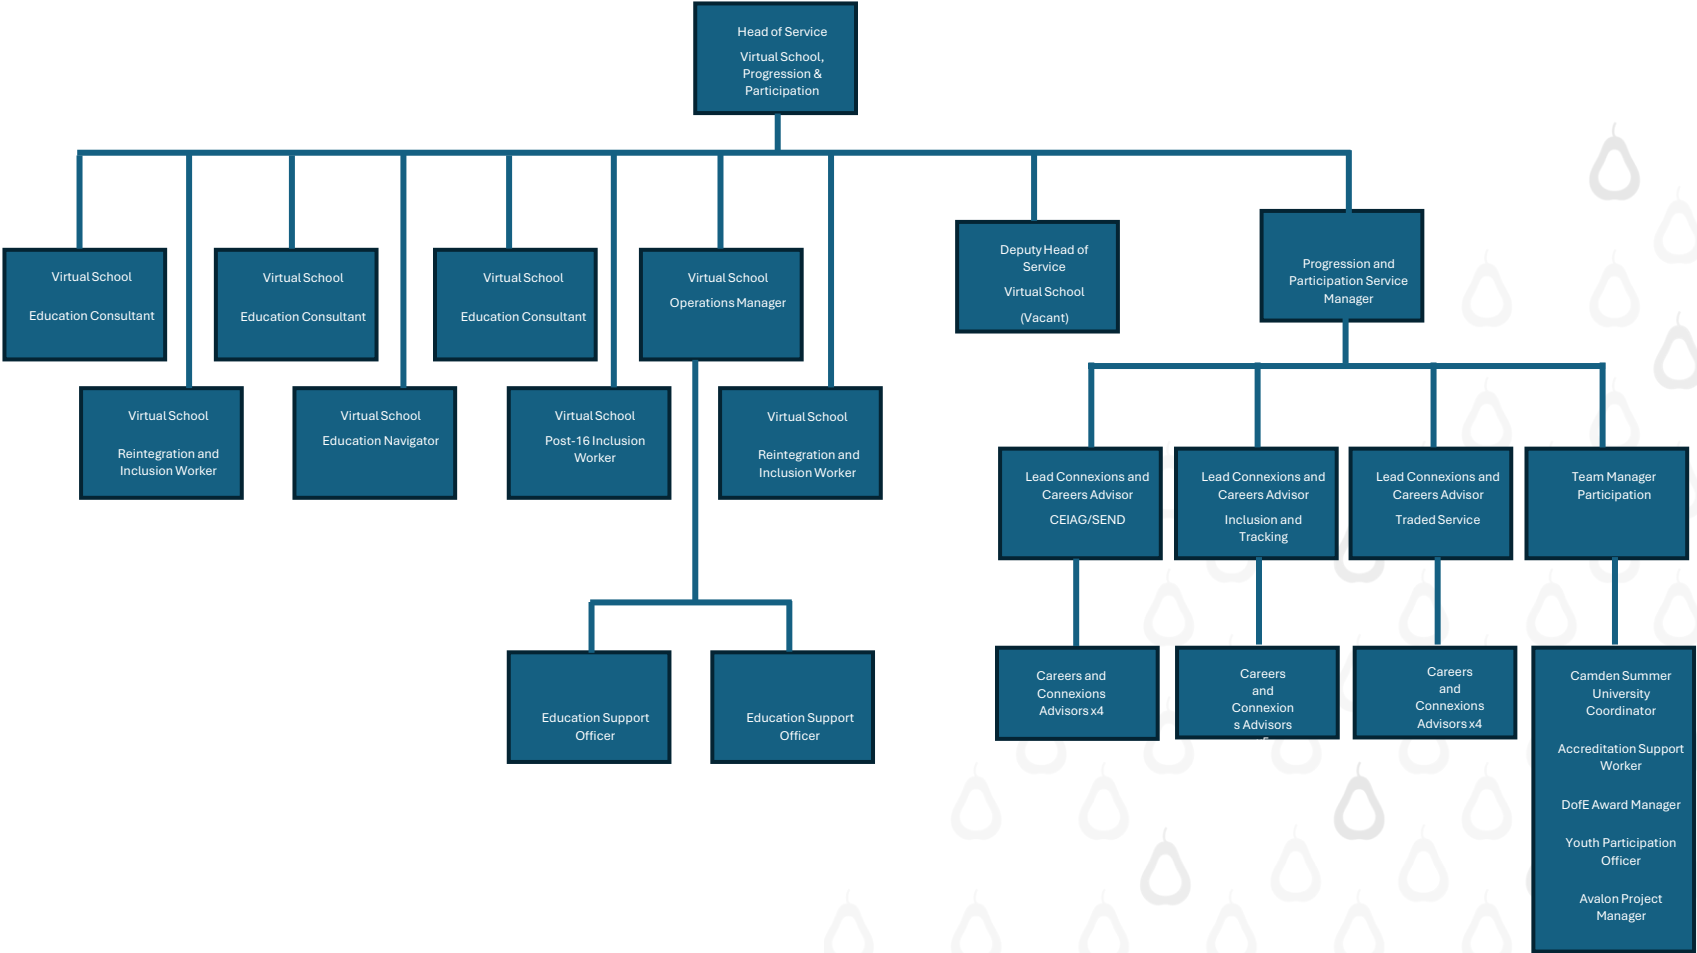 Head of Service
Virtual School,
Progression &
Participation
Deputy Head of
Service
Virtual School
(Vacant)
Progression and
Participation Service
Manager
Virtual School
Education Consultant
Virtual School
Education Consultant
Virtual School
Education Consultant
Virtual School
Operations Manager
Virtual School
Reintegration and
Inclusion Worker
Virtual School
Education Navigator
Virtual School
Post-16 Inclusion
Worker
Virtual School
Reintegration and
Inclusion Worker
Lead Connexions and
Careers Advisor
CEIAG/SEND
Lead Connexions and
Careers Advisor
Inclusion and
Tracking
Lead Connexions and
Careers Advisor
Traded Service
Team Manager
Participation
Education Support
Officer
Education Support
Officer
Careers and
Connexions
Advisors x4
Careers
and
Connexion
s Advisors
Careers
and
Connexions
Advisors x4
Camden Summer
University
Coordinator
Accreditation Support
Worker
DofE Award Manager
Youth Participation
Officer
Avalon Project
Manager